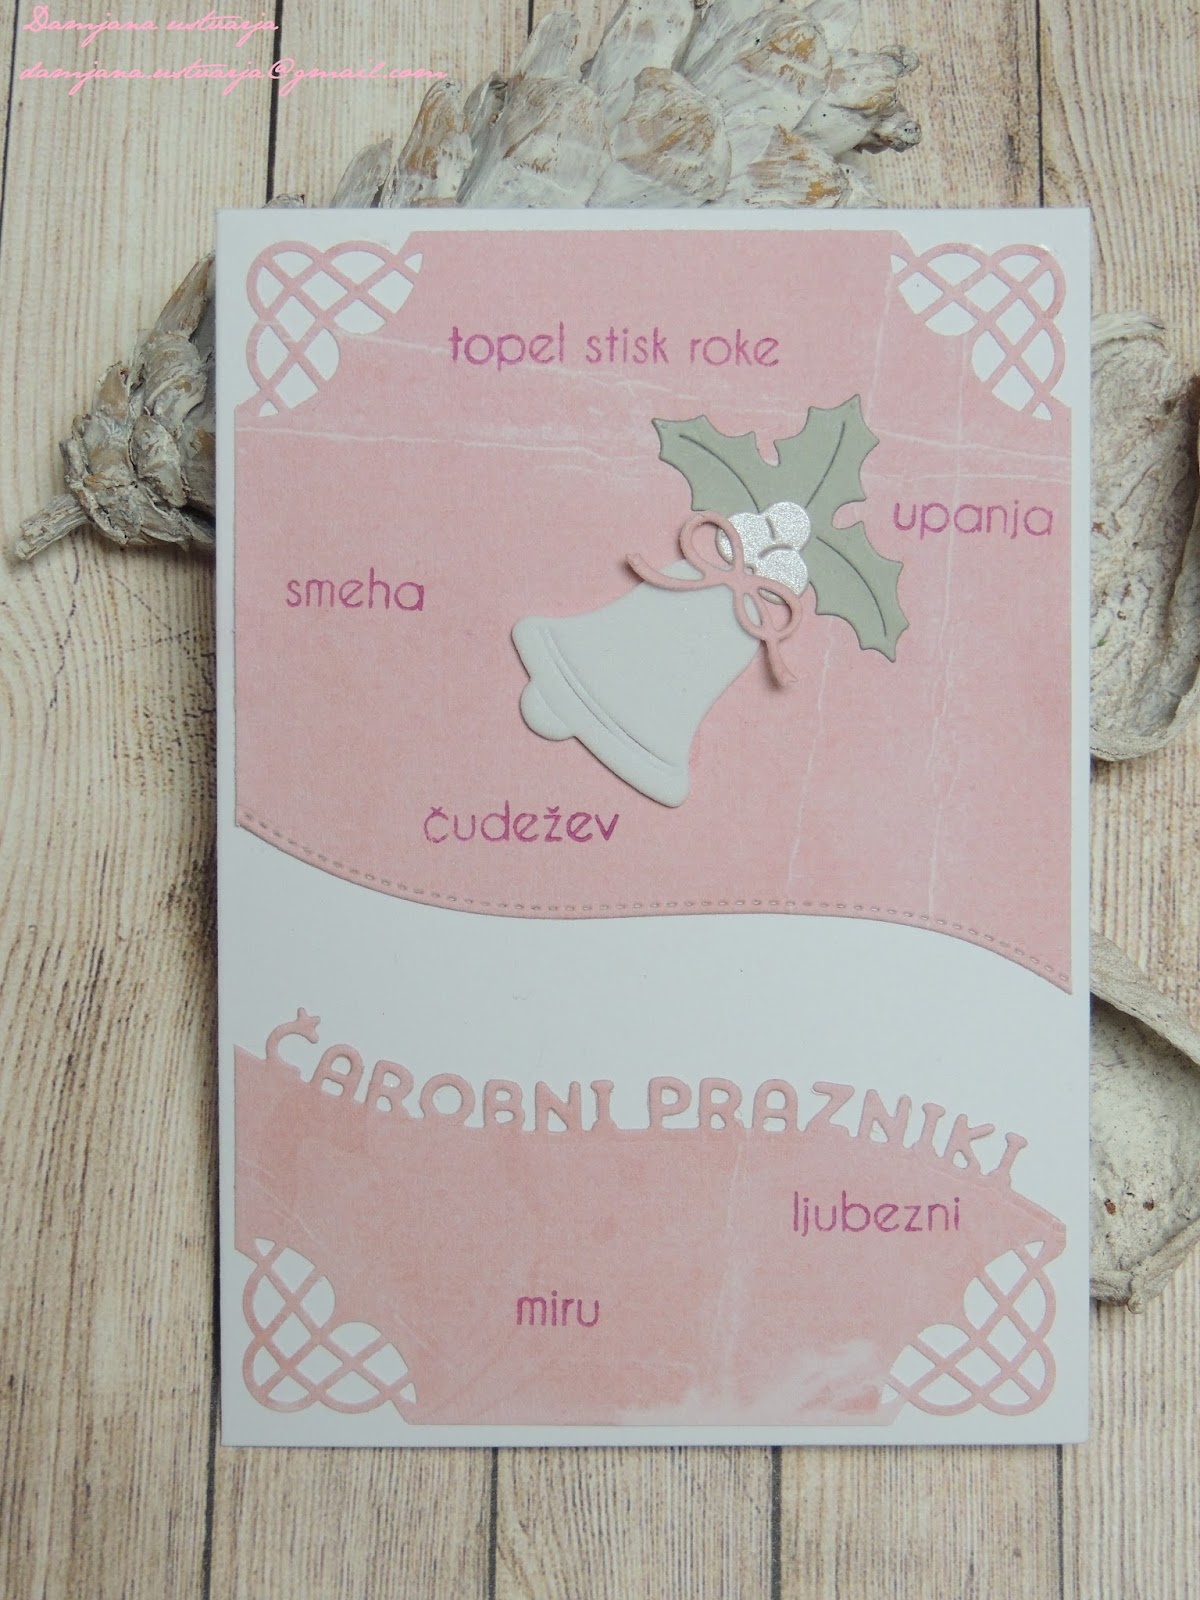 Damjana ustvarja
damjana.ustvarja@gmail.com
topel stisk roke
upanja
smeha
čudežev
ČAROBNI PRAZNIKI
ljubezni
miru